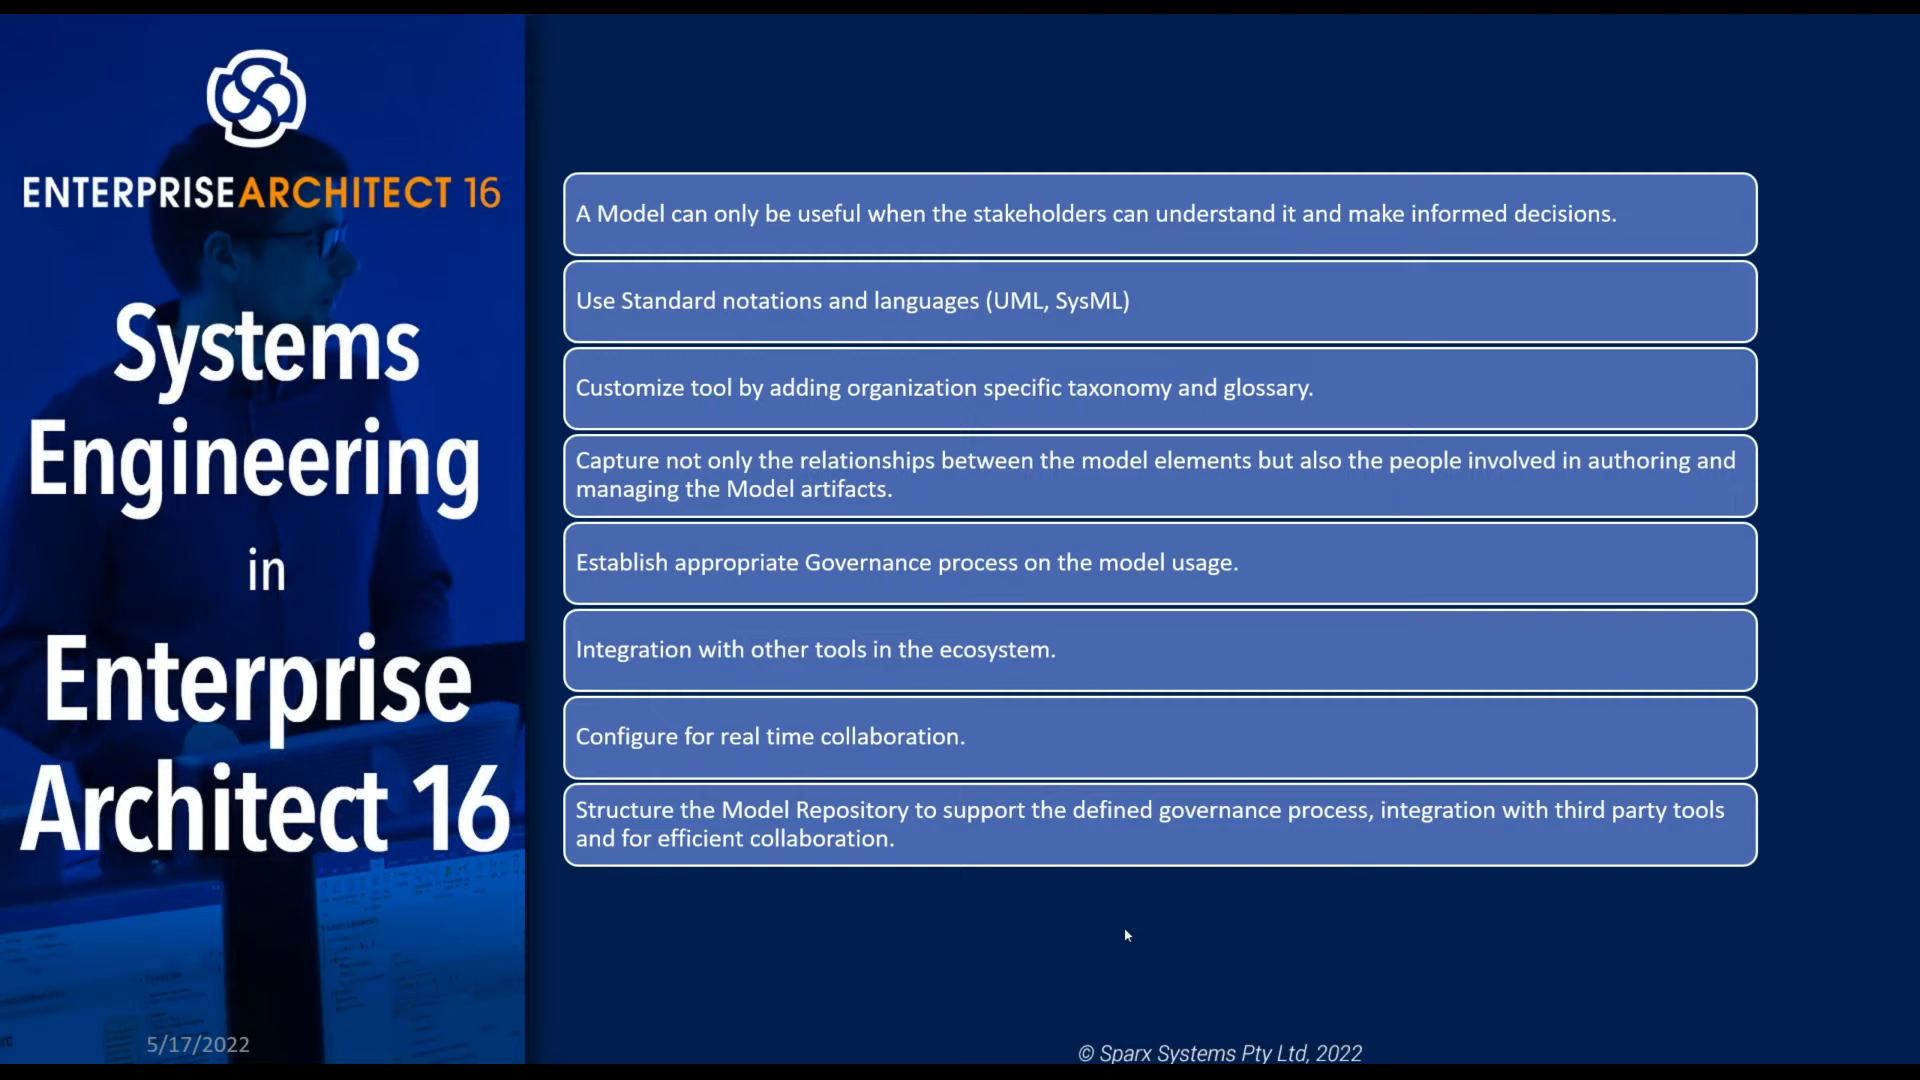 ENTERPRISEARCHITECT 16
Systems
Engineering
in
Enterprise
Architect 16
5/17/2022
A Model can only be useful when the stakeholders can understand it and make informed decisions.
Use Standard notations and languages (UML, SysML)
Customize tool by adding organization specific taxonomy and glossary.
Capture not only the relationships between the model elements but also the people involved in authoring and
managing the Model artifacts.
Establish appropriate Governance process on the model usage.
Integration with other tools in the ecosystem.
Configure for real time collaboration.
Structure the Model Repository to support the defined governance process, integration with third party tools
and for efficient collaboration.
© Sparx Systems Pty Ltd, 2022